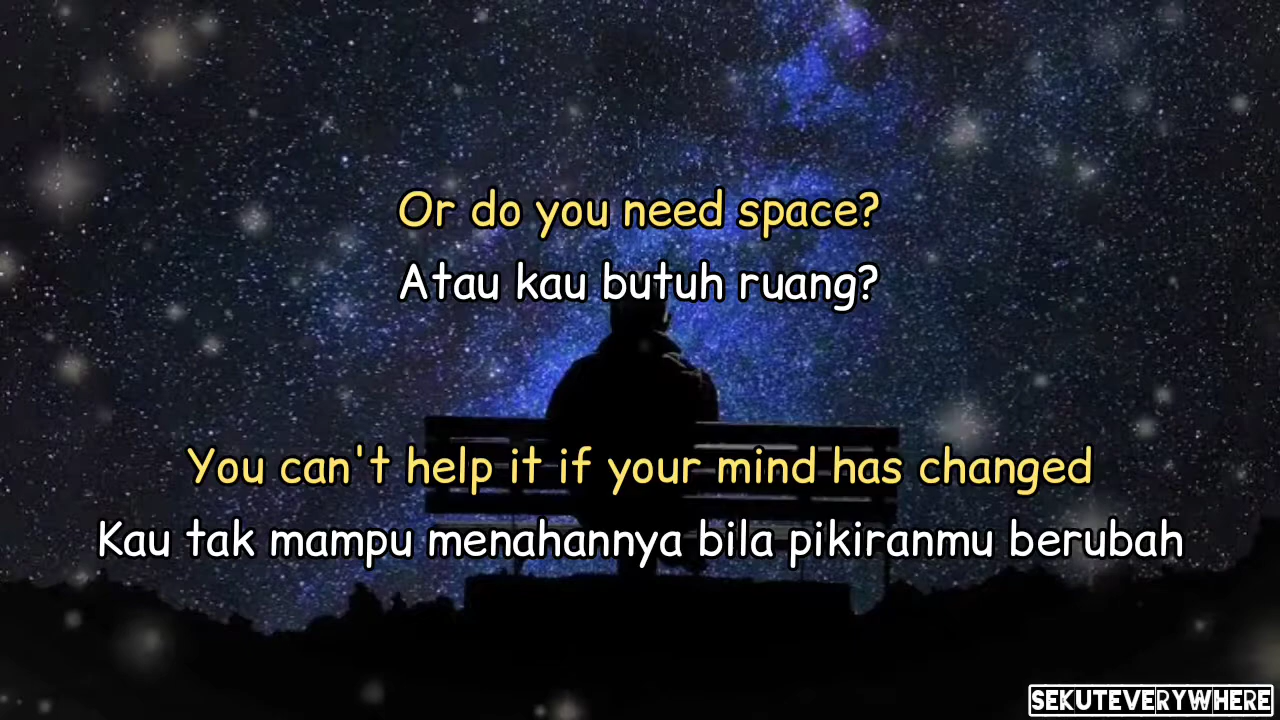 Or do you need space?
Atau kau butuh ruang?
You can't help it if your mind has changed
Kau tak mampu menahannya bila pikiranmu berubah
SEKUTEVERYWHERE